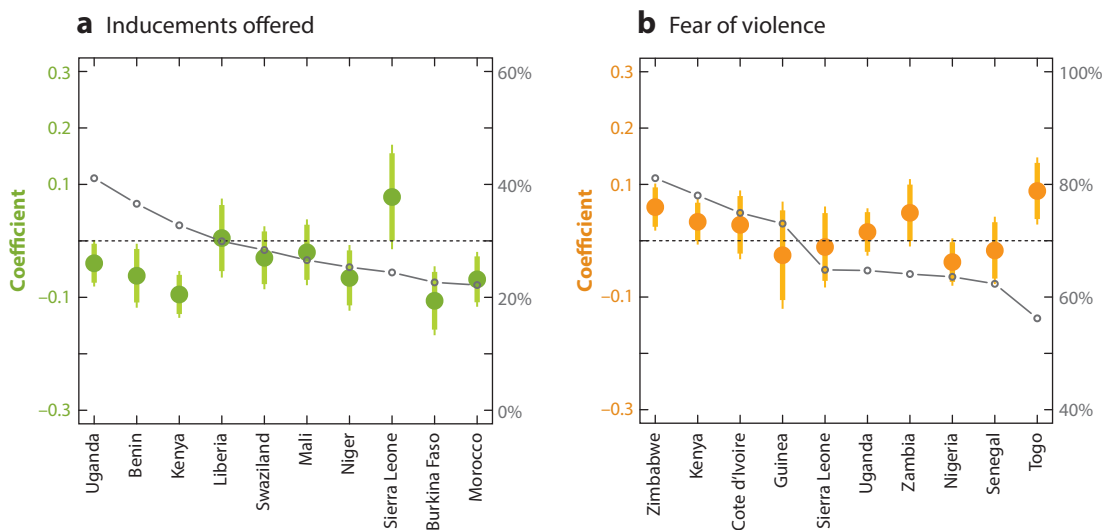 a Inducements offered
0.3
0.2
0.1
–0.1
–0.3
Coefficient
60%
40%
20%
0%
Uganda
Benin
Kenya
Liberia
Swaziland
Mali
Niger
Sierra Leone
Burkina Faso
Morocco
b Fear of violence
0.3
0.2
0.1
–0.1
–0.3
Coefficient
100%
80%
60%
40%
Zimbabwe
Kenya
Cote d'Ivoire
Guinea
Sierra Leone
Uganda
Zambia
Nigeria
Senegal
Togo